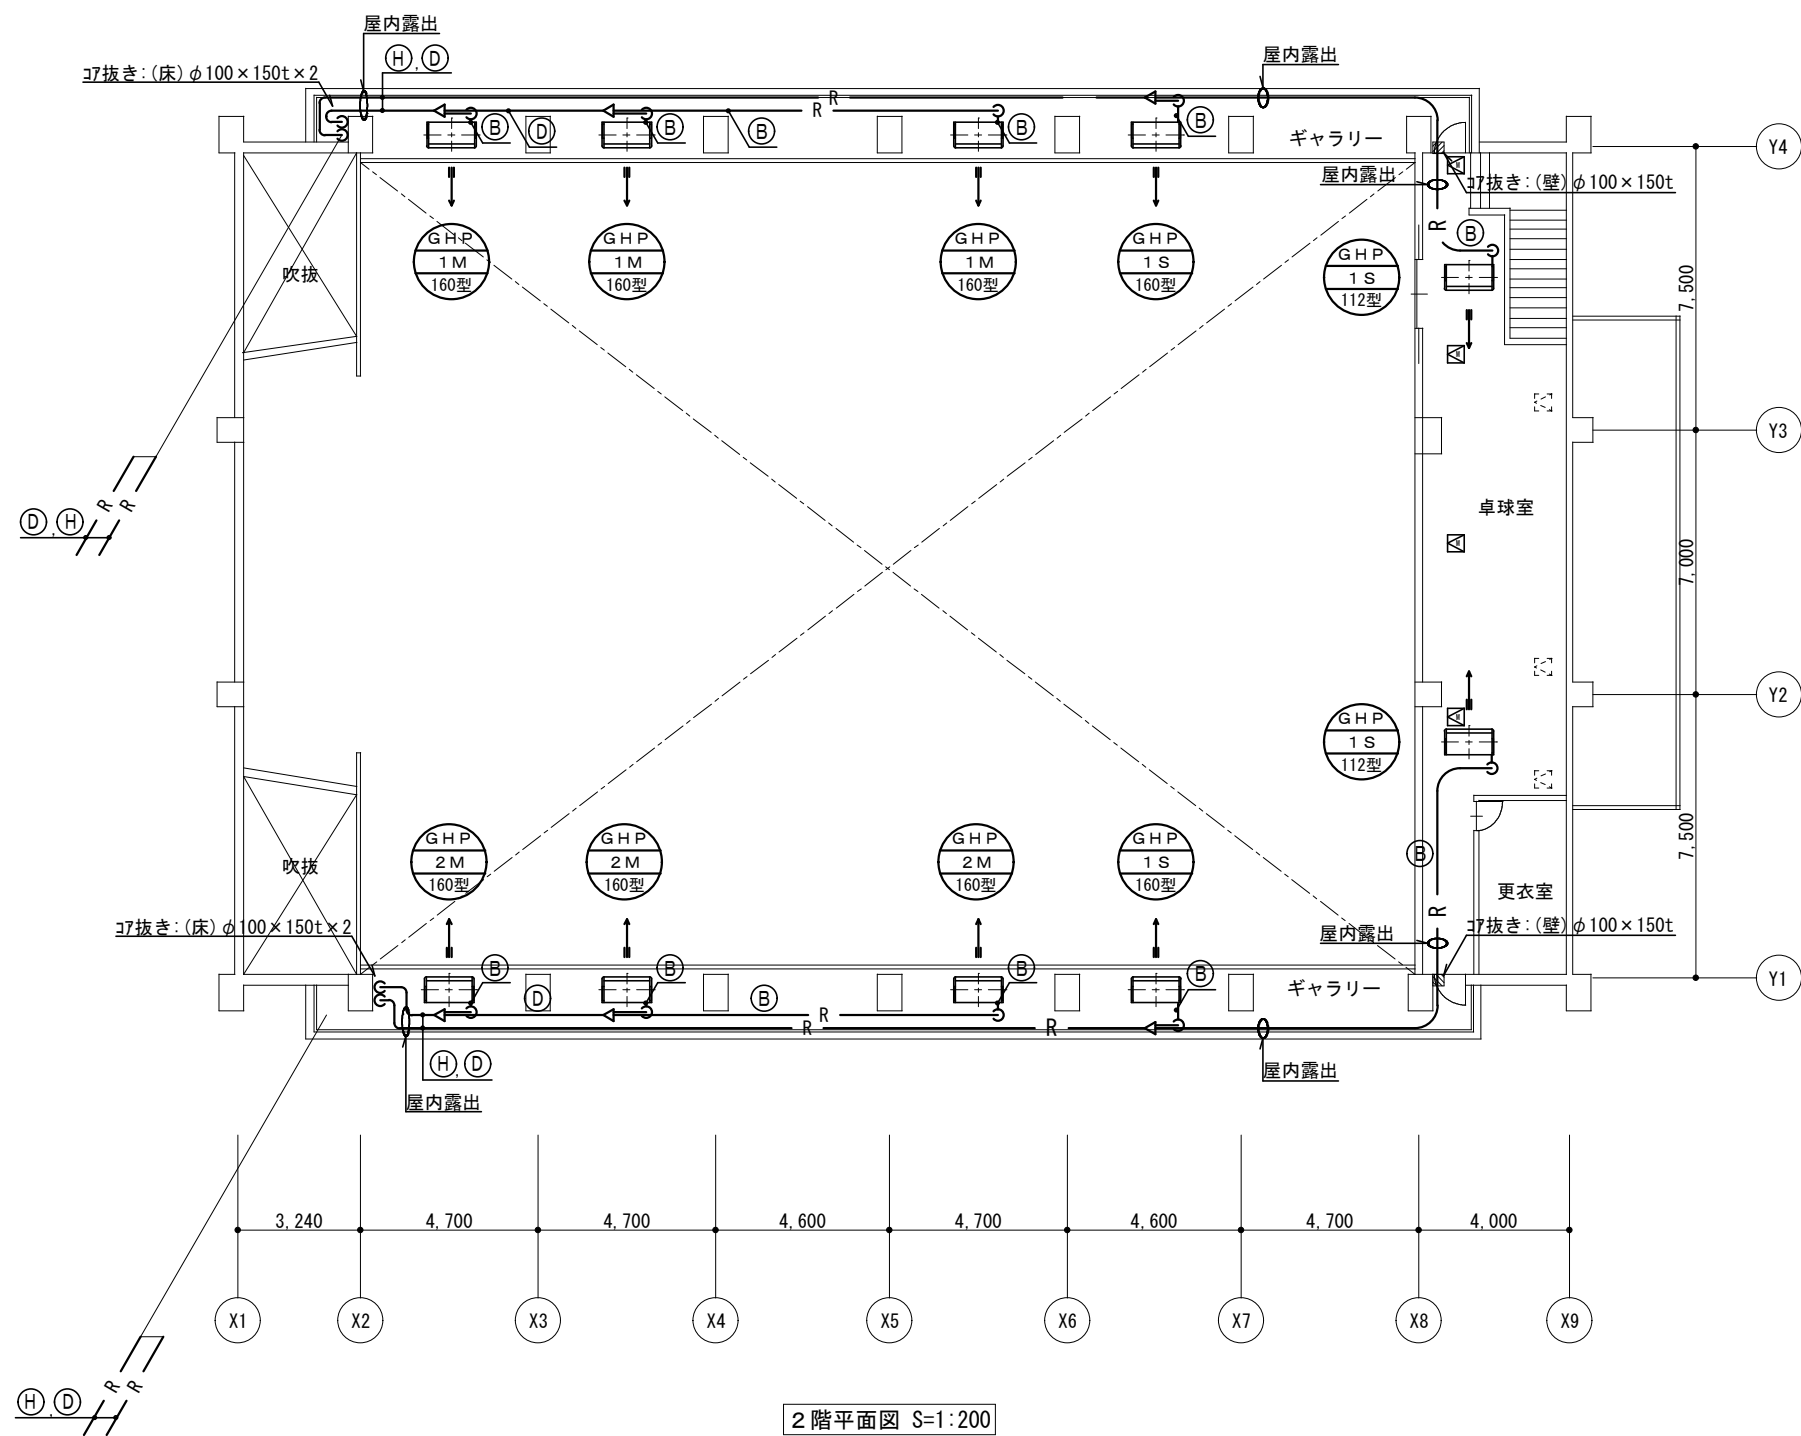 屋内露出
Ⓗ,Ⓓ
屋内露出
ｺｱ抜き:(床)φ100×150t×2
R
R
Ⓑ
Ⓓ
Ⓑ
Ⓑ
Ⓑ
Ⓑ
ギャラリー
Y4
屋内露出
ｺｱ抜き:(壁)φ100×150t
R
Ⓑ
GHP
1M
160型
GHP
1M
160型
GHP
1M
160型
GHP
1S
160型
GHP
1S
112型
吹抜
7,500
Y3
R
R
Ⓓ,Ⓗ
卓球室
7,000
Y2
GHP
1S
112型
GHP
2M
160型
GHP
2M
160型
GHP
2M
160型
GHP
1S
160型
Ⓑ
7,500
吹抜
更衣室
R
ｺｱ抜き:(床)φ100×150t×2
屋内露出
ｺｱ抜き:(壁)φ100×150t
Ⓑ
Ⓑ
Ⓑ
Ⓑ
Ⓓ
Ⓑ
ギャラリー
Y1
R
R
R
Ⓗ,Ⓓ
屋内露出
屋内露出
3,240
4,700
4,700
4,600
4,700
4,600
4,700
4,000
X1
X2
X3
X4
X5
X6
X7
X8
X9
R
R
Ⓗ,Ⓓ
２階平面図 S=1:200